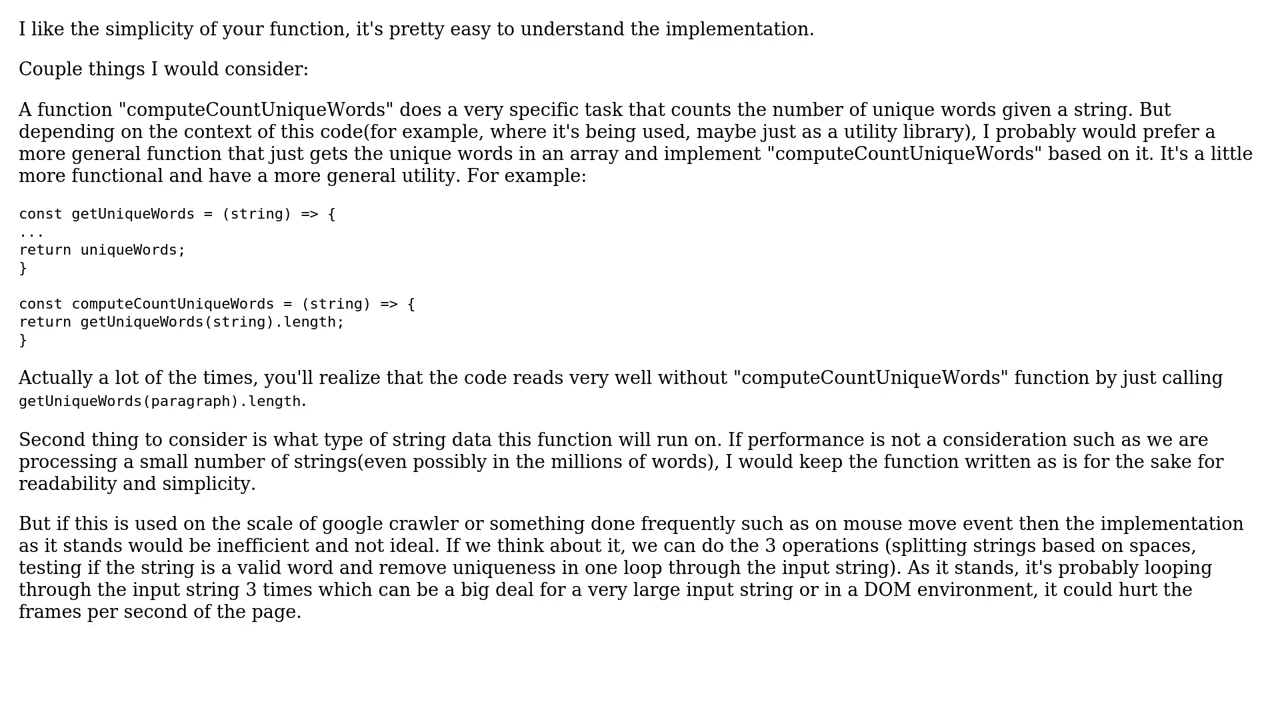 I like the simplicity of your function, it's pretty easy to understand the implementation.
Couple things I would consider:
A function "computeCountUniqueWords" does a very specific task that counts the number of unique words given a string. But
depending on the context of this code(for example, where it's being used, maybe just as a utility library), I probably would prefer a
more general function that just gets the unique words in an array and implement "computeCountUniqueWords" based on it. It's a little
more functional and have a more general utility. For example:
const getUniqueWords = (string) => {
...
return uniqueWords;
}
const computeCountUniqueWords = (string) => {
return getUniqueWords(string).length;
}
Actually a lot of the times, you'll realize that the code reads very well without "computeCountUniqueWords" function by just calling
getUniqueWords(paragraph).length.
Second thing to consider is what type of string data this function will run on. If performance is not a consideration such as we are
processing a small number of strings(even possibly in the millions of words), I would keep the function written as is for the sake for
readability and simplicity.
But if this is used on the scale of google crawler or something done frequently such as on mouse move event then the implementation
as it stands would be inefficient and not ideal. If we think about it, we can do the 3 operations (splitting strings based on spaces,
testing if the string is a valid word and remove uniqueness in one loop through the input string). As it stands, it's probably looping
through the input string 3 times which can be a big deal for a very large input string or in a DOM environment, it could hurt the
frames per second of the page.